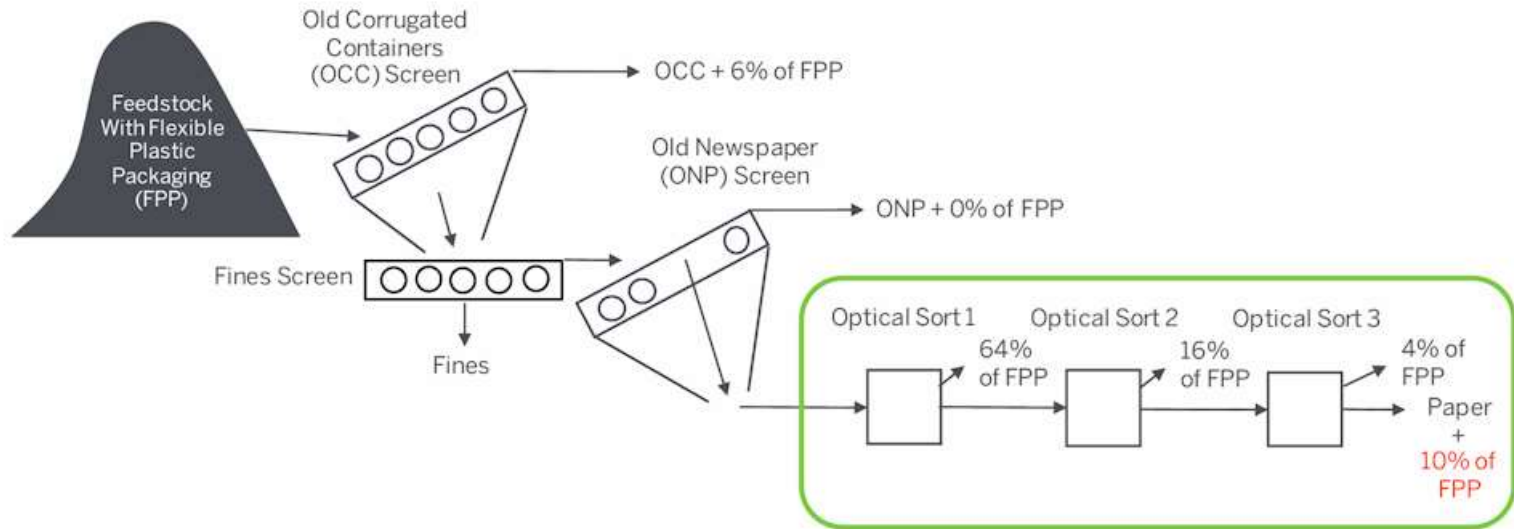 Old Corrugated
Containers
(OCC) Screen
OCC + 6% of FPP
Feedstock
With Flexible
Plastic
Packaging
(FPP)
Old Newspaper
(ONP) Screen
ONP + 0% of FPP
Fines Screen
Fines
Optical Sort 1
64%
of FPP
Optical Sort 2
16%
of FPP
Optical Sort 3
4% of
FPP
Paper
+
10% of
FPP